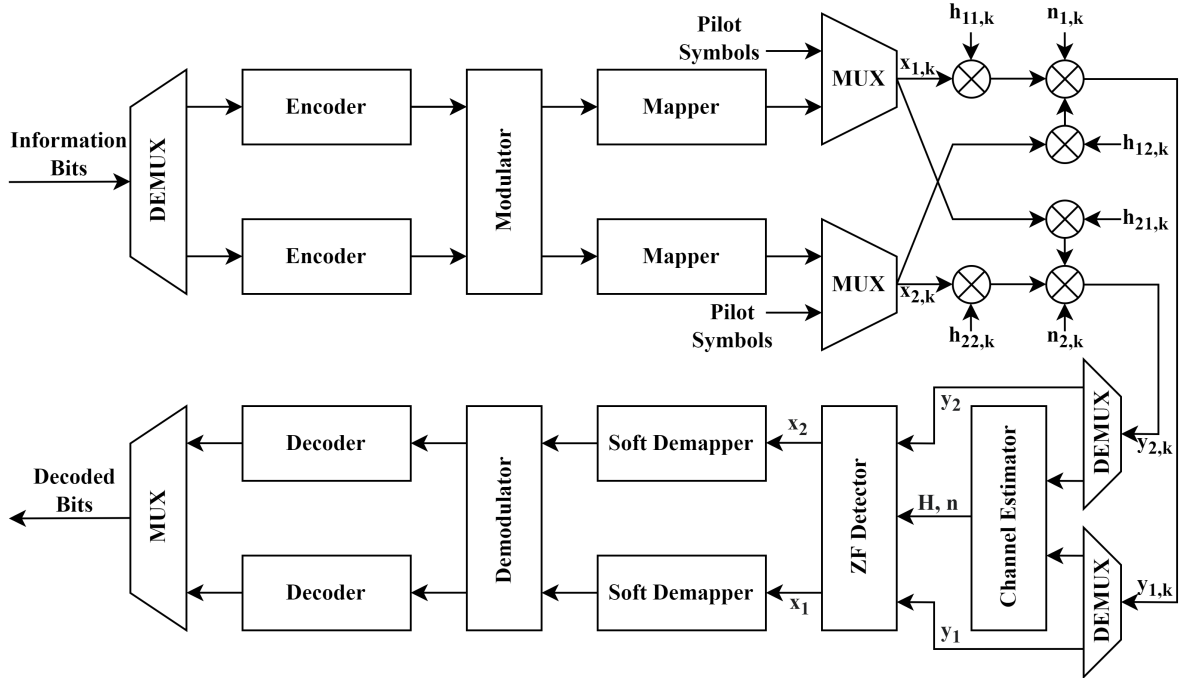 Information
Bits
DEMUX
Encoder
Encoder
Modulator
Mapper
Mapper
Pilot
Symbols
MUX
x1,k
h11,k
n1,k
h12,k
h21,k
Pilot
Symbols
MUX
x2,k
h22,k
n2,k
Decoded
Bits
MUX
Decoder
Decoder
Demodulator
Soft Demapper
Soft Demapper
x2
x1
ZF Detector
y2
H, n
y1
Channel Estimator
DEMUX
y2,k
DEMUX
y1,k